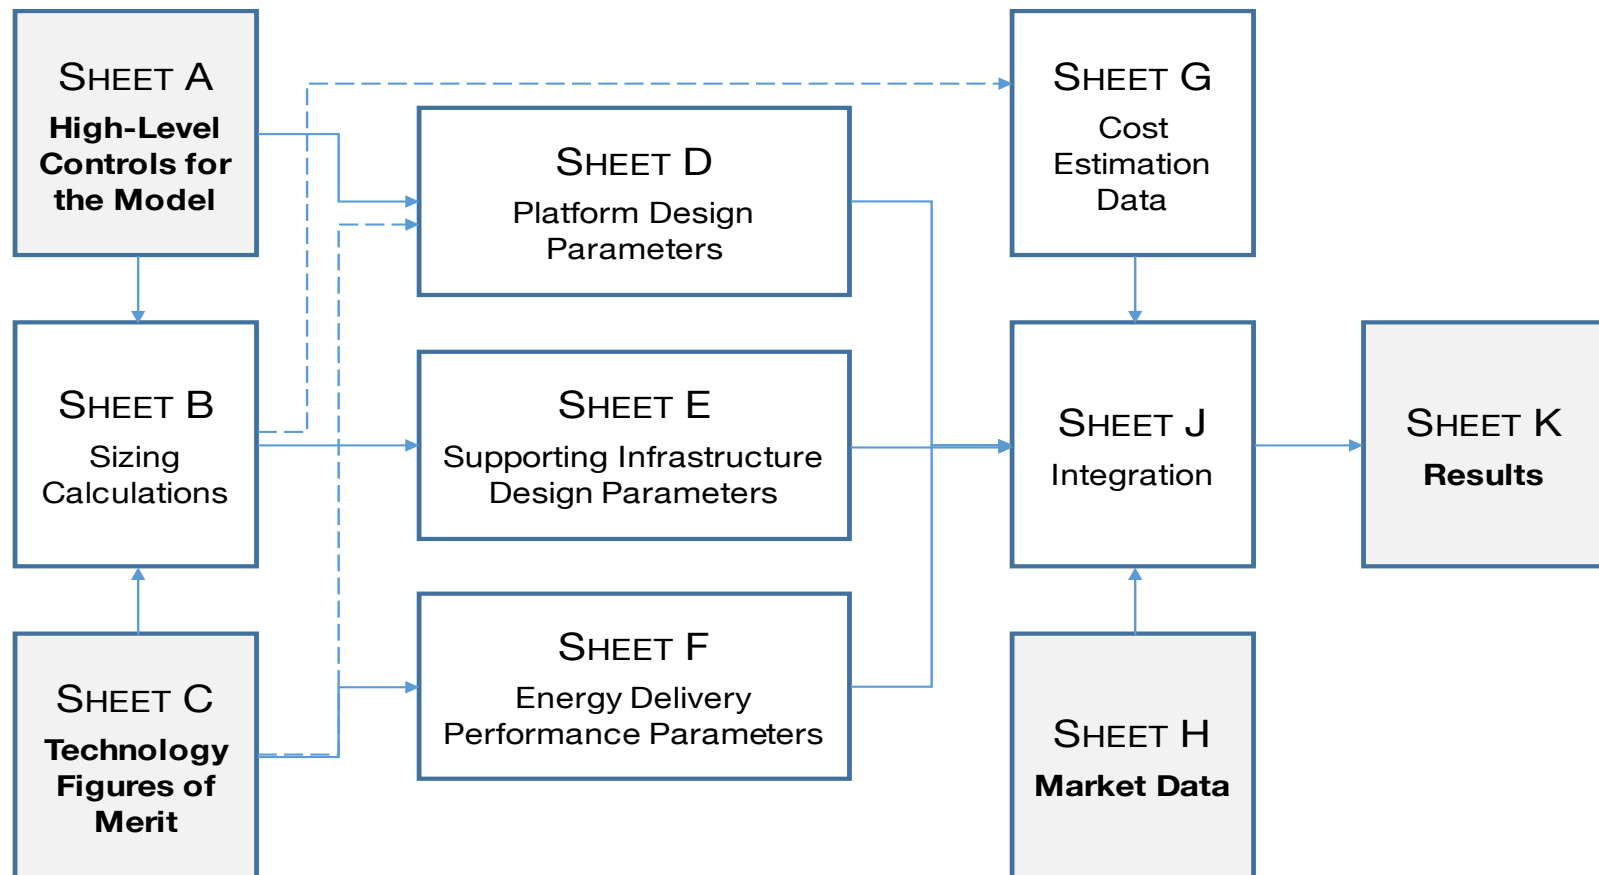 SHEET A
High-Level
Controls for
the Model
SHEET B
Sizing
Calculations
SHEET C
Technology
Figures of
Merit
SHEET D
Platform Design
Parameters
SHEET E
Supporting Infrastructure
Design Parameters
SHEET F
Energy Delivery
Performance Parameters
SHEET G
Cost
Estimation
Data
SHEET J
Integration
SHEET H
Market Data
SHEET K
Results